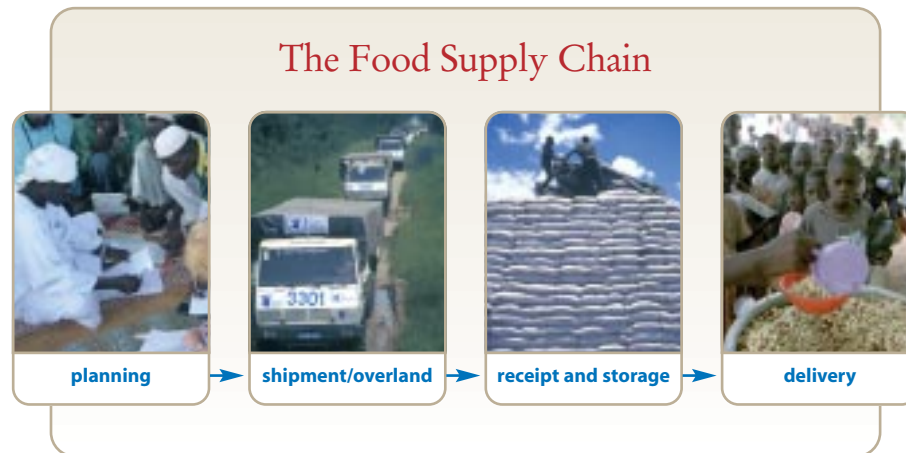 The Food Supply Chain
3301
planning
shipment/overland
receipt and storage
delivery